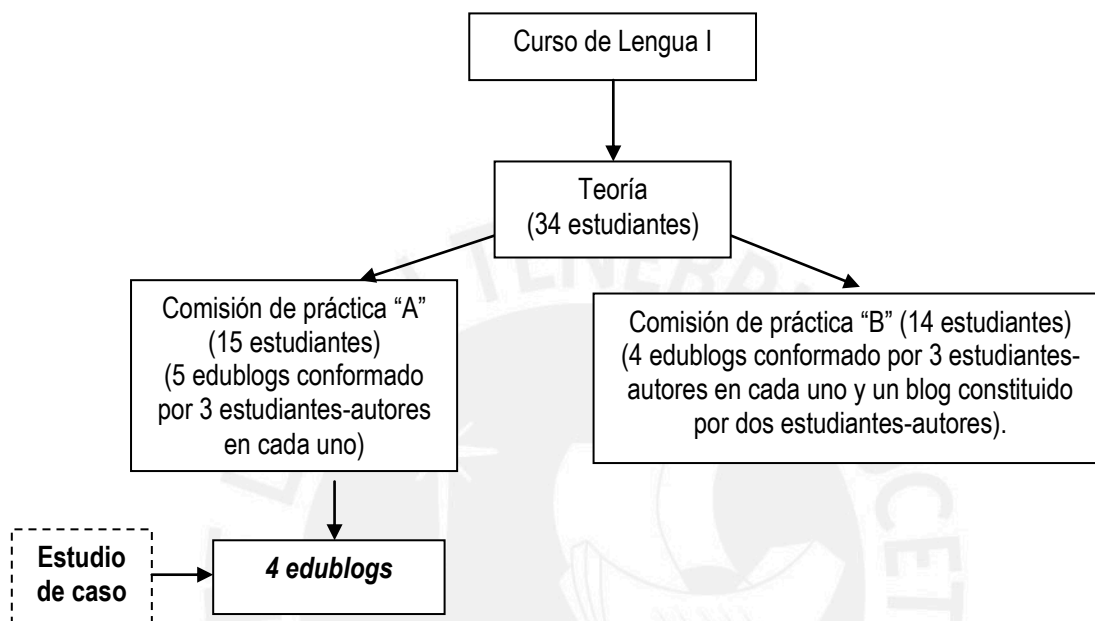 Curso de Lengua I
Teoría
(34 estudiantes)
Comisión de práctica “A”
(15 estudiantes)
(5 edublogs conformado
por 3 estudiantes-autores
en cada uno)
Comisión de práctica “B” (14 estudiantes)
(4 edublogs conformado por 3 estudiantes-
autores en cada uno y un blog constituido
por dos estudiantes-autores).
Estudio
de caso
4 edublogs
TENEBR